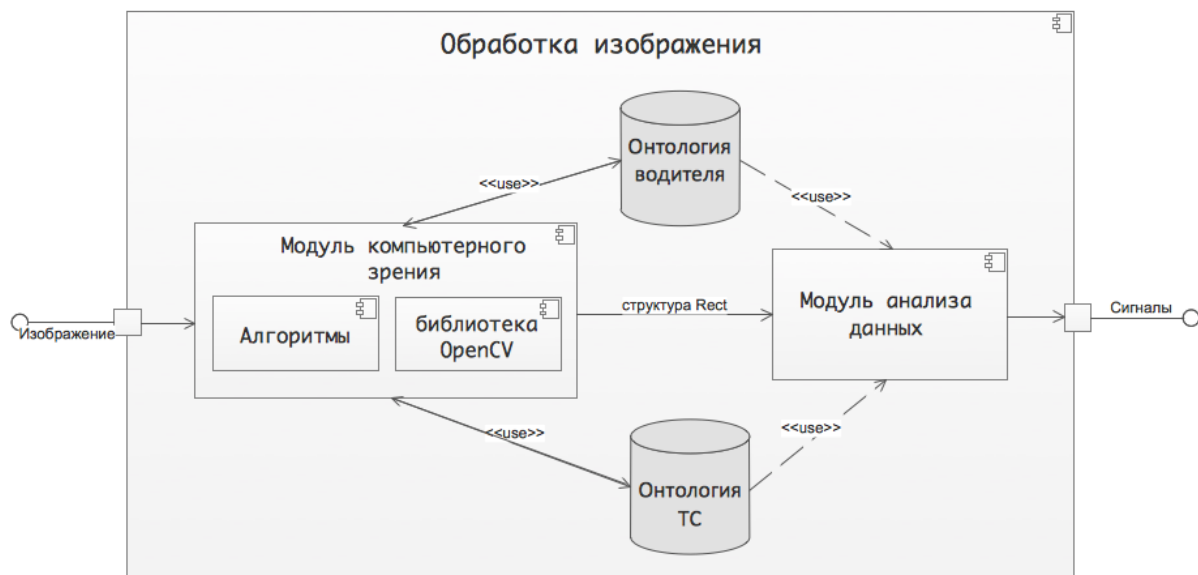 Обработка изображения
Онтология
водителя
<<use>>
<<use>>
Модуль компьютерного
зрения
Алгоритмы
библиотека
OpenCV
структура Rect
Модуль анализа
данных
Изображение
Сигналы
<<use>>
<<use>>
Онтология
ТС